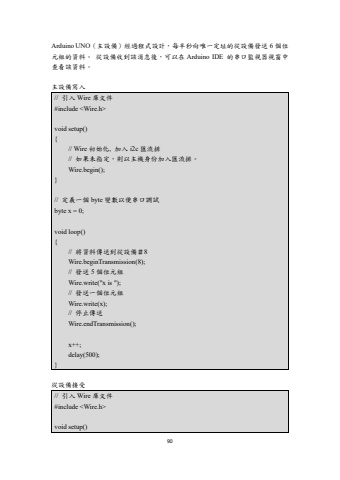 Arduino UNO（主設備）經過程式設計，每半秒向唯一定址的從設備發送 6 個位
元組的資料。 從設備收到該消息後，可以在 Arduino IDE 的串口監視器視窗中
查看該資料。
主設備寫入
// 引入 Wire 庫文件
#include <Wire.h>
void setup()
{
// Wire 初始化, 加入 i2c 匯流排
// 如果未指定，則以主機身份加入匯流排。
Wire.begin();
}
// 定義一個 byte 變數以便串口調試
byte x = 0;
void loop()
{
// 將資料傳送到從設備#8
Wire.beginTransmission(8);
// 發送 5 個位元組
Wire.write("x is ");
// 發送一個位元組
Wire.write(x);
// 停止傳送
Wire.endTransmission();
x++;
delay(500);
}
從設備接受
// 引入 Wire 庫文件
#include <Wire.h>
void setup()
90